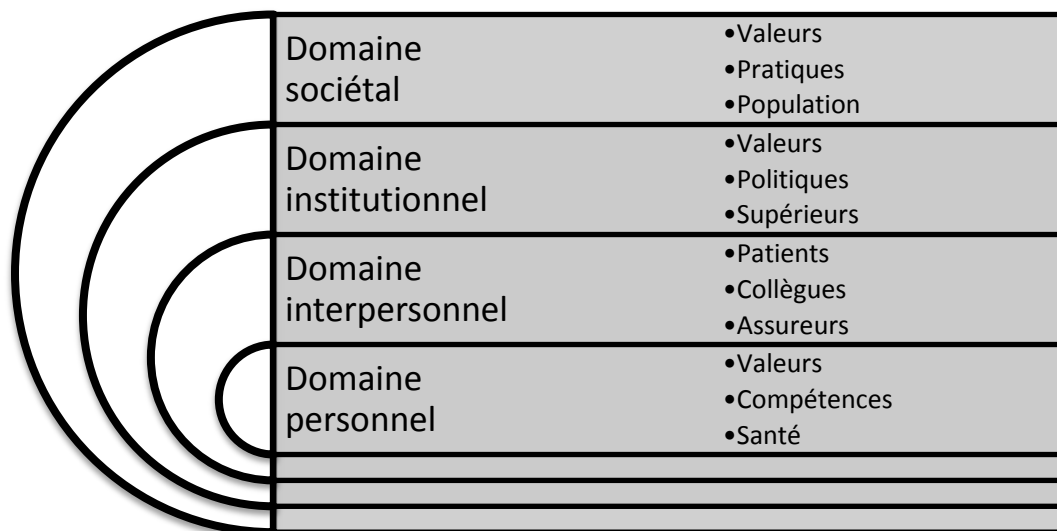 Domaine
sociétal
•Valeurs
•Pratiques
•Population
Domaine
institutionnel
•Valeurs
•Politiques
•Supérieurs
Domaine
interpersonnel
•Patients
•Collègues
•Assureurs
Domaine
personnel
•Valeurs
•Compétences
•Santé